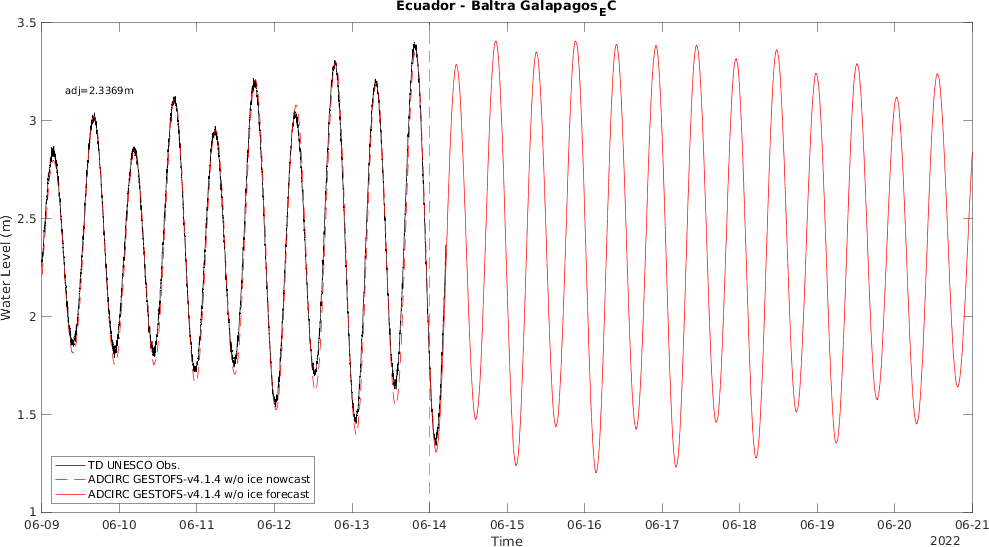 Ecuador - Baltra Galapagos_EC
3.5
adj=2.3369m
3
2.5
Water Level (m)
2
1.5
TD UNESCO Obs.
ADCIRC GESTOFS-v4.1.4 w/o ice nowcast
ADCIRC GESTOFS-v4.1.4 w/o ice forecast
1
06-09 06-10 06-11 06-12 06-13 06-14 06-15 06-16 06-17 06-18 06-19 06-20 06-21
Time
2022